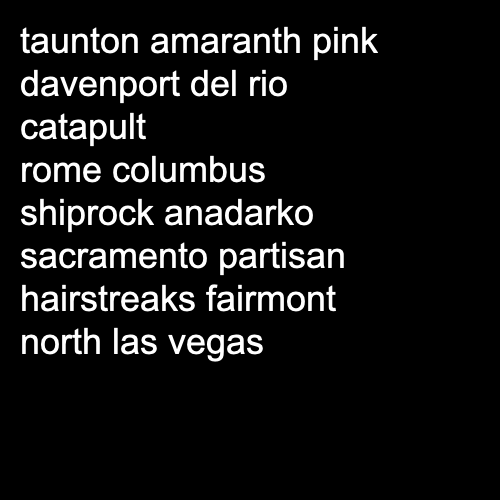 taunton amaranth pink
davenport del rio
catapult
rome columbus
shiprock anadarko
sacramento partisan
hairstreaks fairmont
north las vegas